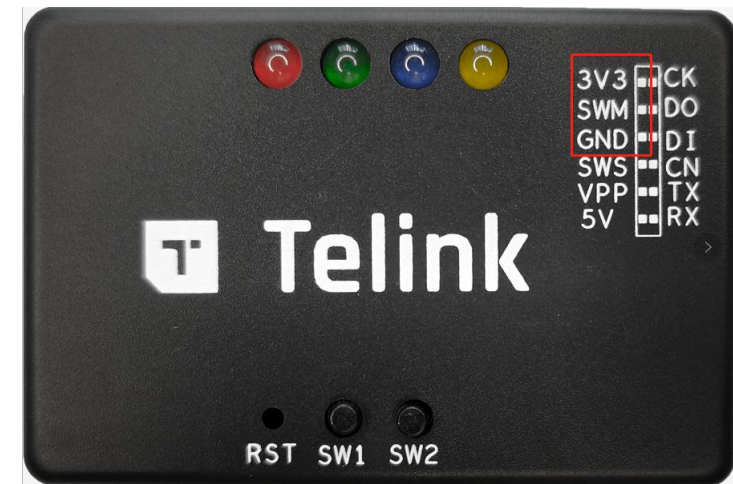 3V3 CK
SWM DO
GND DI
SWS CN
VPP TX
5V RX
Telink
RST SW1 SW2